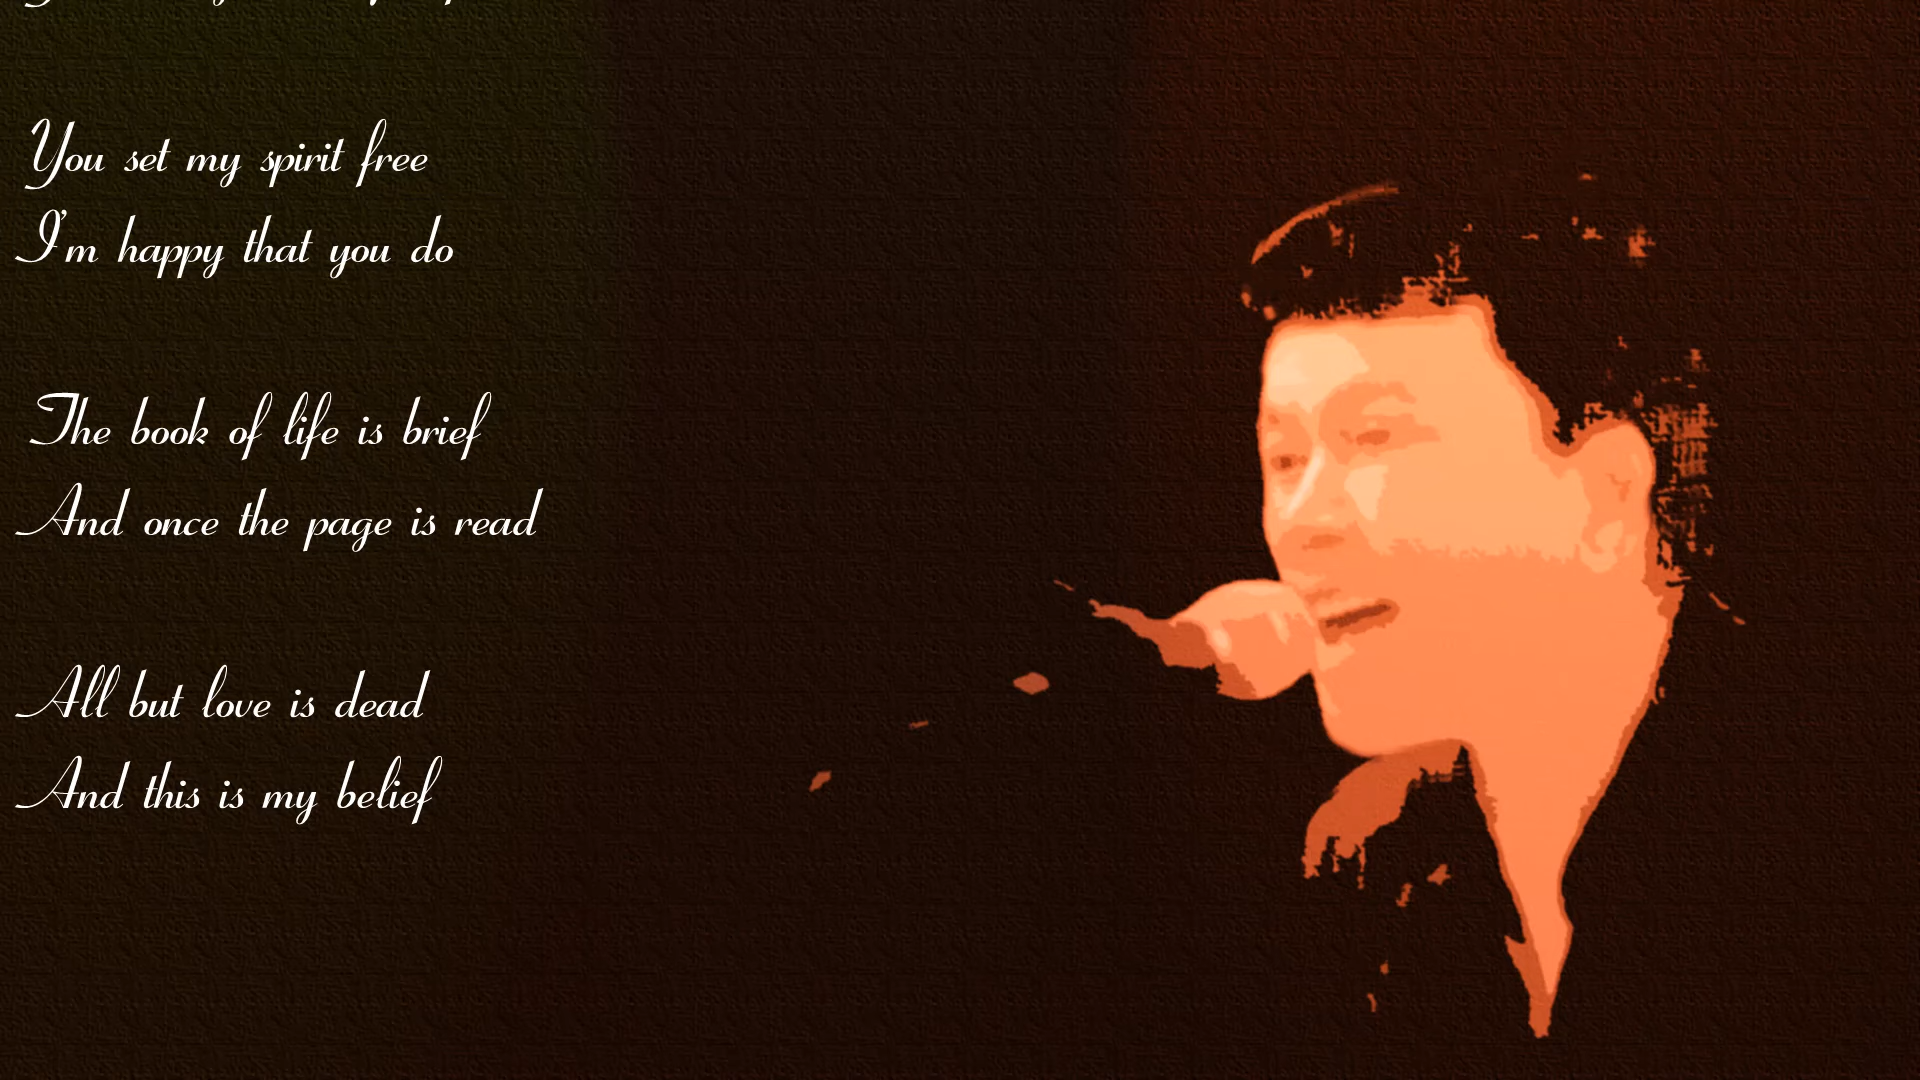 You set my spirit free
I'm happy that you do
The book of life is brief
And once the page is read
All but love is dead
And this is my belief